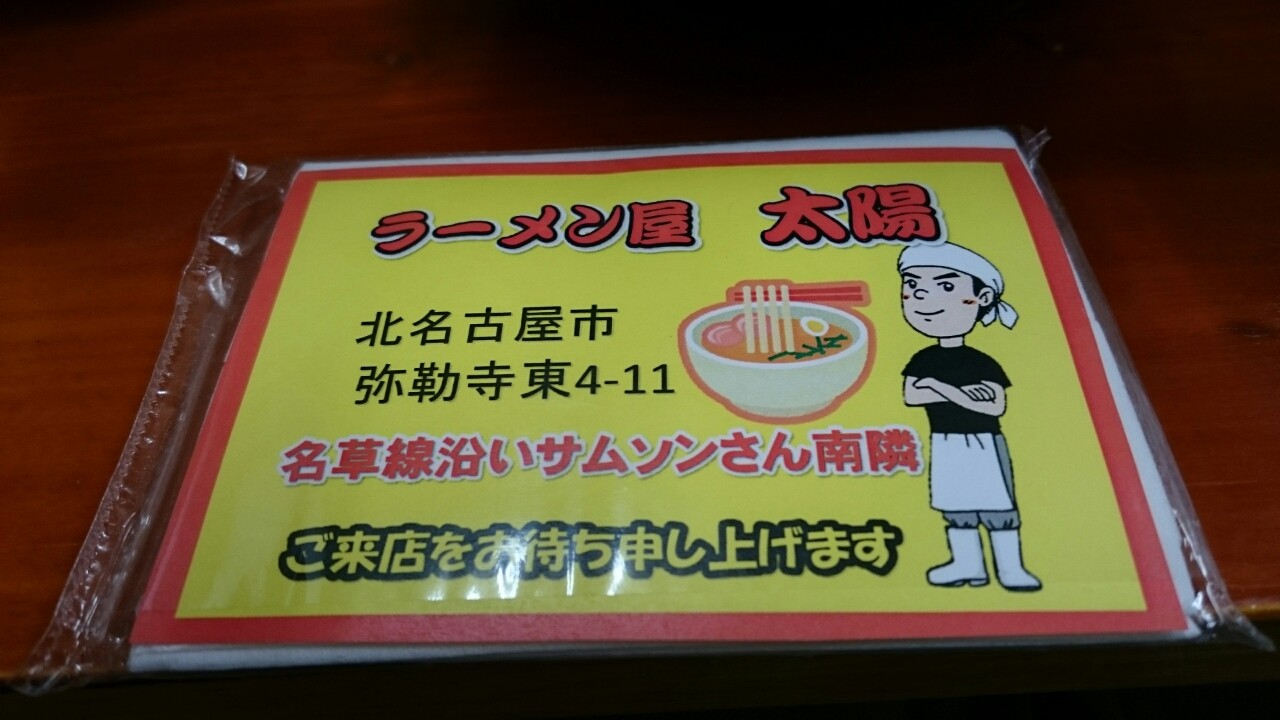 ラーメン屋 太陽
北名古屋市
弥勒寺東4-11
名草線沿いサムソンさん南隣
ご来店をお待ち申し上げます